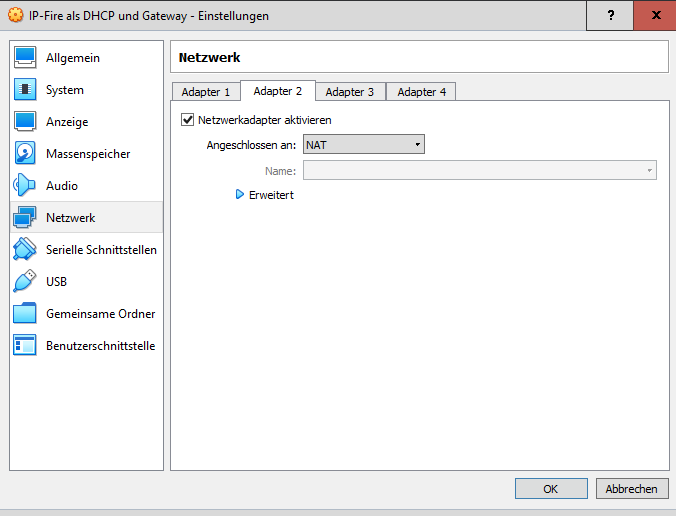 IP-Fire als DHCP und Gateway - Einstellungen
?
x
Allgemein
System
Anzeige
Massenspeicher
Audio
Netzwerk
Serielle Schnittstellen
USB
Gemeinsame Ordner
Benutzerschnittstelle
Netzwerk
Adapter 1 Adapter 2 Adapter 3 Adapter 4
Netzwerkadapter aktivieren
Angeschlossen an: NAT
Name:
Erweitert
OK Abbrechen